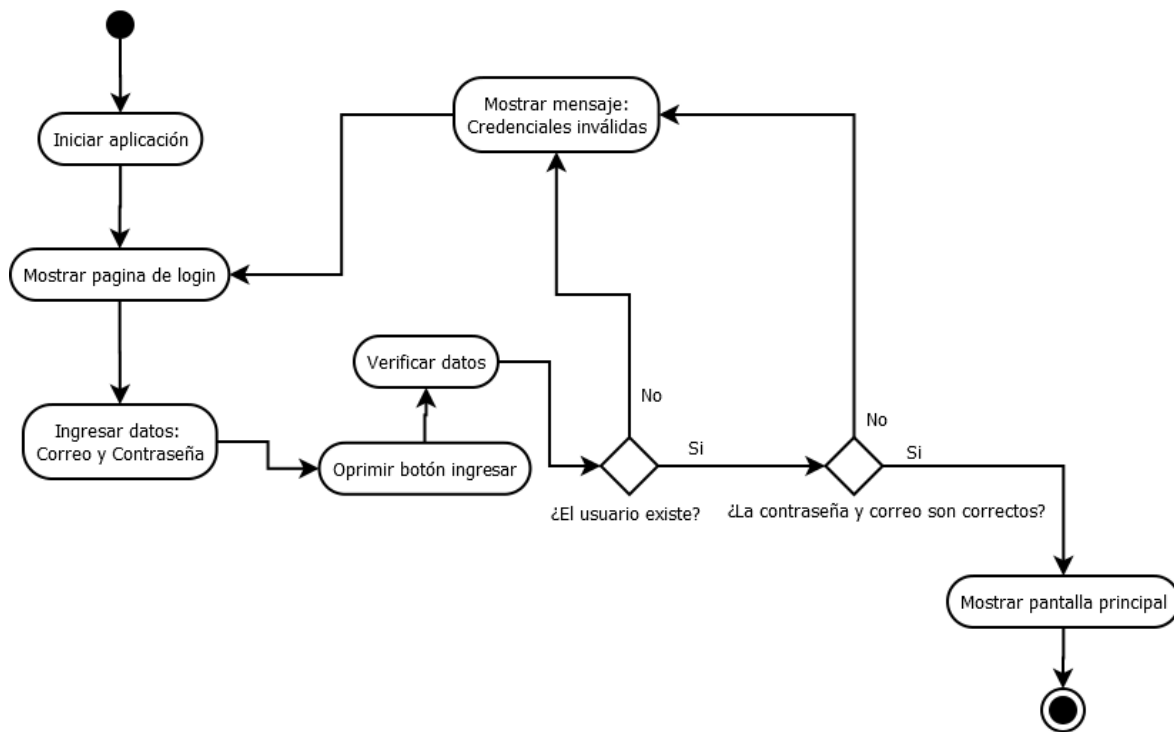 Iniciar aplicación
Mostrar pagina de login
Ingresar datos:
Correo y Contraseña
Oprimir botón ingresar
Verificar datos
¿El usuario existe?
No
Si
Mostrar mensaje:
Credenciales inválidas
¿La contraseña y correo son correctos?
No
Si
Mostrar pantalla principal